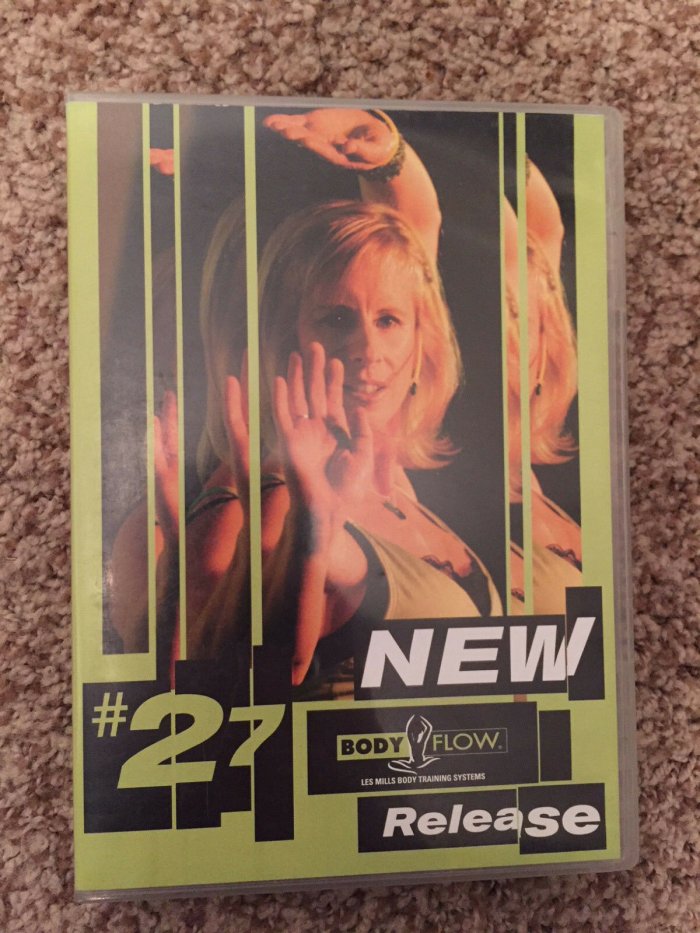 NEW
#27
BODY FLOW®
LES MILLS BODY TRAINING SYSTEMS
Release